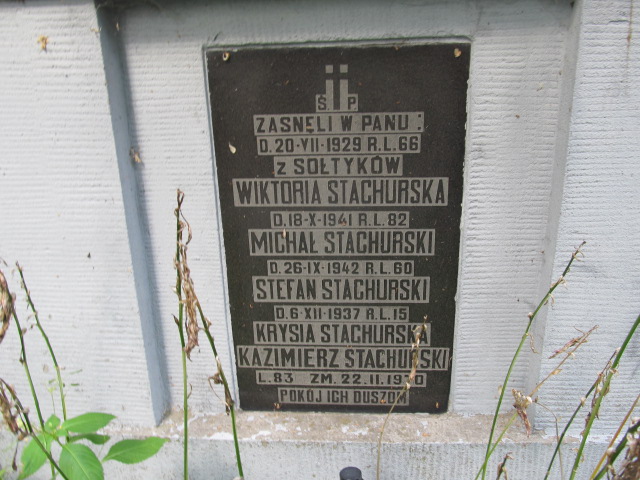 Ś P
ZASNĘLI W PANU :
D. 20·VII·1929 R.L. 66
Z SOŁTYKÓW
WIKTORIA STACHURSKA
D.18·X·1941 R.L. 82
MICHAŁ STACHURSKI
D.26·IX·1942 R.L.60
STEFAN STACHURSKI
D.6·XII·1937 R.L.15
KRYSIA STACHURSKA
KAZIMIERZ STACHURSKI
L.83 ZM. 22.11.
POKÓJ ICH DUSZOM